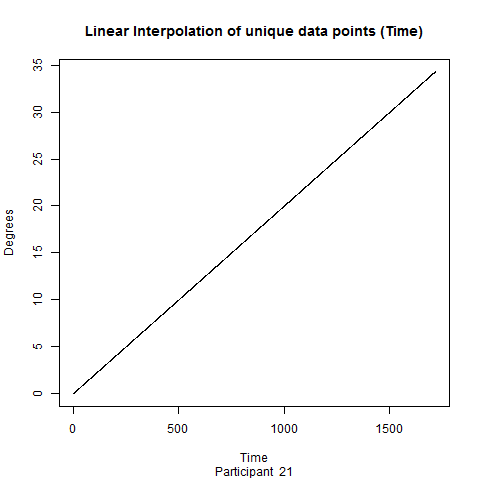 Linear Interpolation of unique data points (Time)
35
30
25
20
15
10
5
0
Degrees
0 500 1000 1500
Time
Participant 21